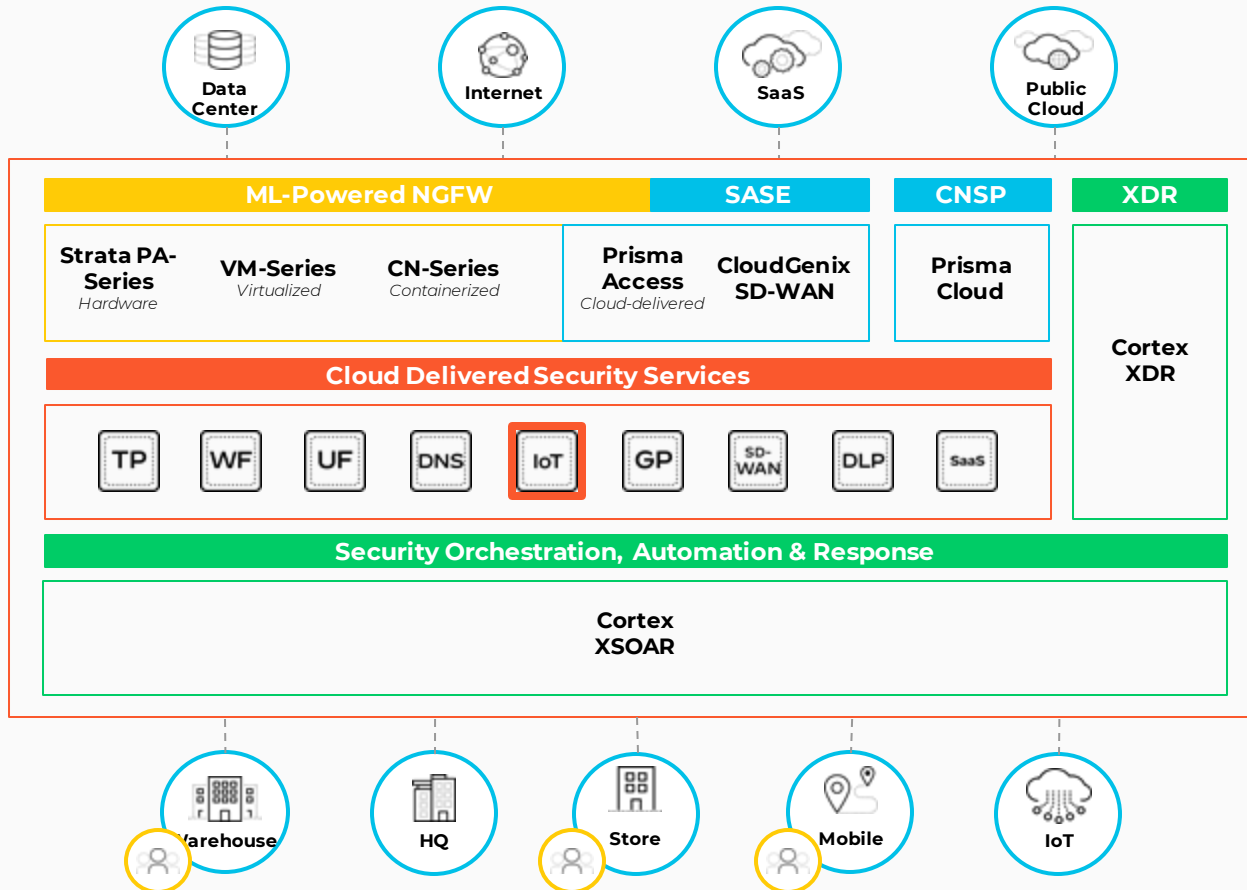 Data
Center
Internet
SaaS
Public
Cloud
ML-Powered NGFW
SASE
CNSP
XDR
Strata PA-
Series
Hardware
VM-Series
Virtualized
CN-Series
Containerized
Prisma
Access
Cloud-delivered
CloudGenix
SD-WAN
Prisma
Cloud
Cortex
XDR
Cloud Delivered Security Services
TP
WF
UF
DNS
IoT
GP
SD-
WAN
DLP
SaaS
Security Orchestration, Automation & Response
Cortex
XSOAR
Warehouse
HQ
Store
Mobile
IoT